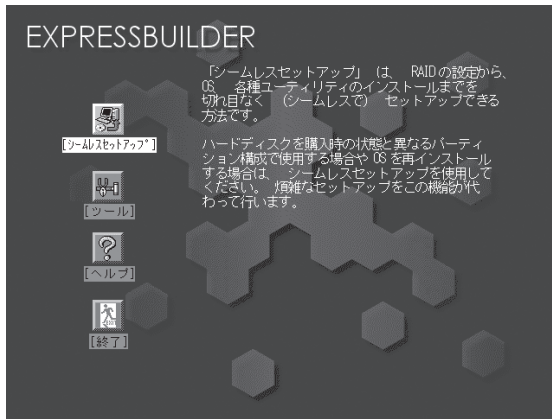 EXPRESSBUILDER
「シームレスセットアップ」 は、 RAIDの設定から、
OS、 各種ユーティリティのインストールまでを
切れ目なく （シームレスで） セットアップできる
方法です。
ハードディスクを購入時の状態と異なるパーティ
ション構成で使用する場合や OS を再インストール
する場合は、 シームレスセットアップを使用して
ください。 煩雑なセットアップをこの機能が代
わって行います。
[シームレスセットアップ]
[ツール]
[ヘルプ]
[終了]